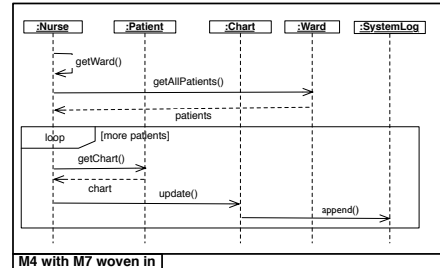 :Nurse :Patient :Chart :Ward :SystemLog
getWard()
getAllPatients()
patients
loop [more patients]
getChart()
chart
update()
append()
M4 with M7 woven in